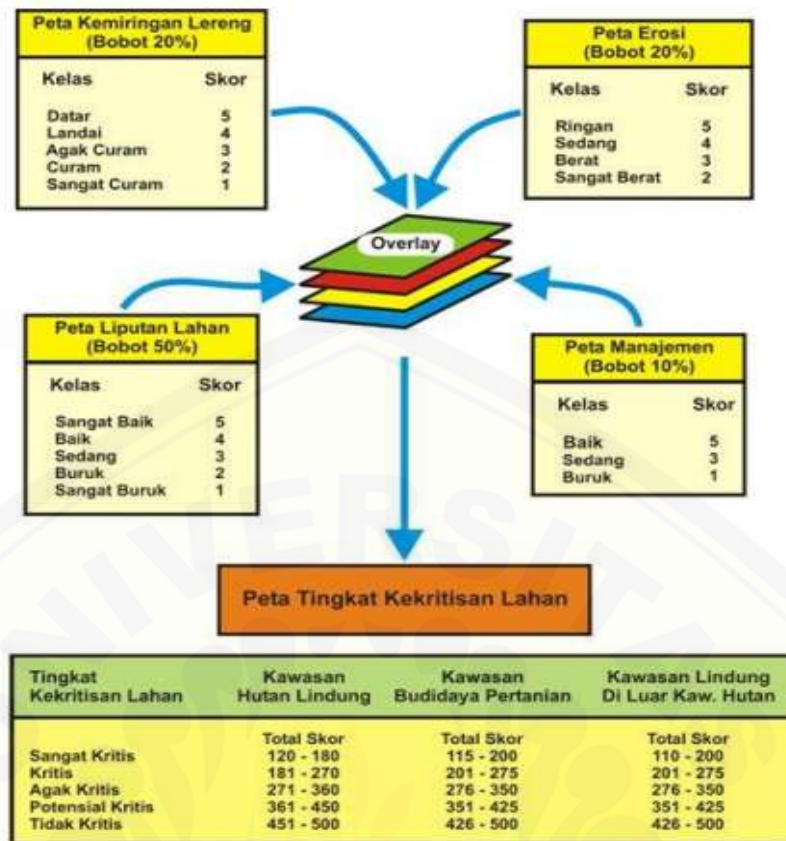 Peta Kemiringan Lereng
(Bobot 20%)
Kelas Skor
Datar 5
Landai 4
Agak Curam 3
Curam 2
Sangat Curam 1
Peta Erosi
(Bobot 20%)
Kelas Skor
Ringan 5
Sedang 4
Berat 3
Sangat Berat 2
Overlay
Peta Liputan Lahan
(Bobot 50%)
Kelas Skor
Sangat Baik 5
Baik 4
Sedang 3
Buruk 2
Sangat Buruk 1
Peta Manajemen
(Bobot 10%)
Kelas Skor
Baik 5
Sedang 3
Buruk 1
Peta Tingkat Kekritisan Lahan
Tingkat Kawasan Kawasan Kawasan Lindung
Kekritisan Lahan Hutan Lindung Budidaya Pertanian Di Luar Kaw. Hutan
Total Skor Total Skor Total Skor
Sangat Kritis 120 - 180 115 - 200 110 - 200
Kritis 181 - 270 201 - 275 201 - 275
Agak Kritis 271 - 360 276 - 350 276 - 350
Potensial Kritis 361 - 450 351 - 425 351 - 425
Tidak Kritis 451 - 500 426 - 500 426 - 500